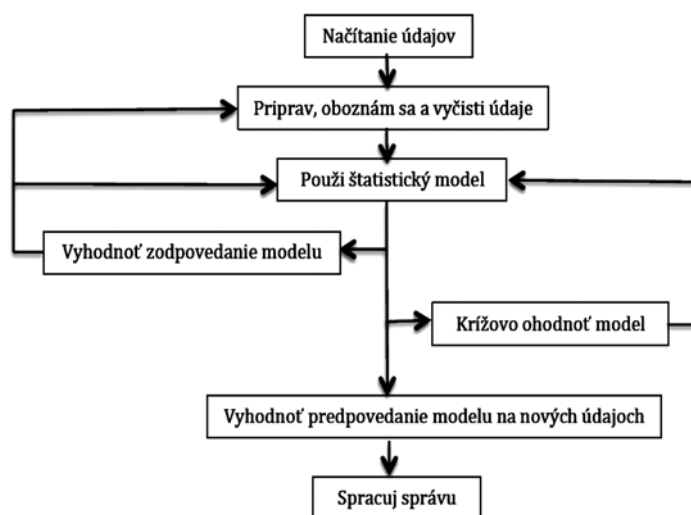 Načítanie údajov
Priprav, oboznám sa a vyčisti údaje
Použi štatistický model
Vyhodnoť zodpovedanie modelu
Krížovo ohodnoť model
Vyhodnoť predpovedanie modelu na nových údajoch
Spracuj správu